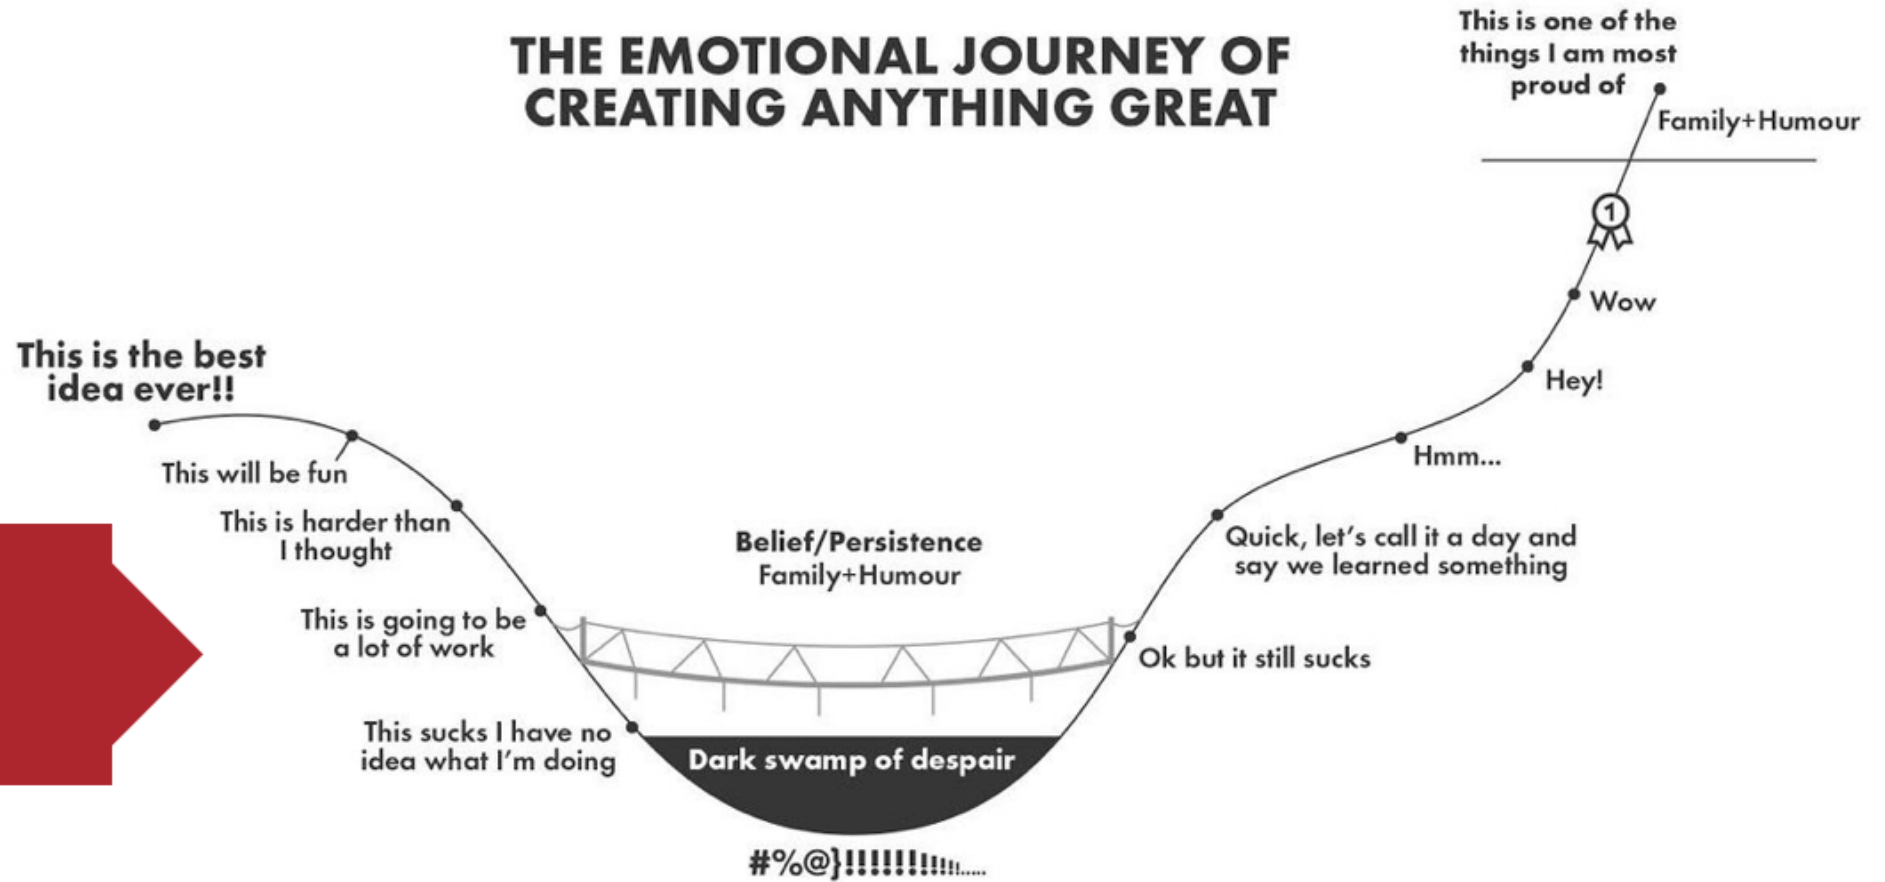 THE EMOTIONAL JOURNEY OF
CREATING ANYTHING GREAT
This is the best
idea ever!!
This will be fun
This is harder than
I thought
This is going to be
a lot of work
This sucks I have no
idea what I'm doing
Dark swamp of despair
#%@}!!!!!!!!!!!!!.....
Belief/Persistence
Family+Humour
Ok but it still sucks
Quick, let's call it a day and
say we learned something
Hmm...
Hey!
Wow
1
This is one of the
things I am most
proud of
Family+Humour